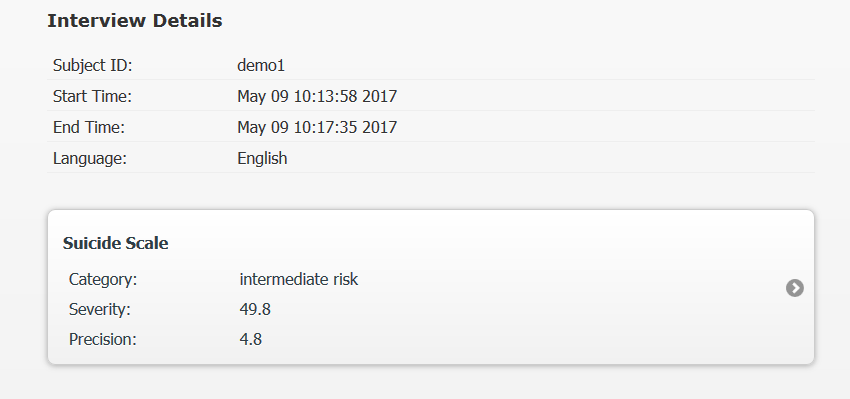 Interview Details
Subject ID: demo1
Start Time: May 09 10:13:58 2017
End Time: May 09 10:17:35 2017
Language: English
Suicide Scale
Category: intermediate risk
Severity: 49.8
Precision: 4.8